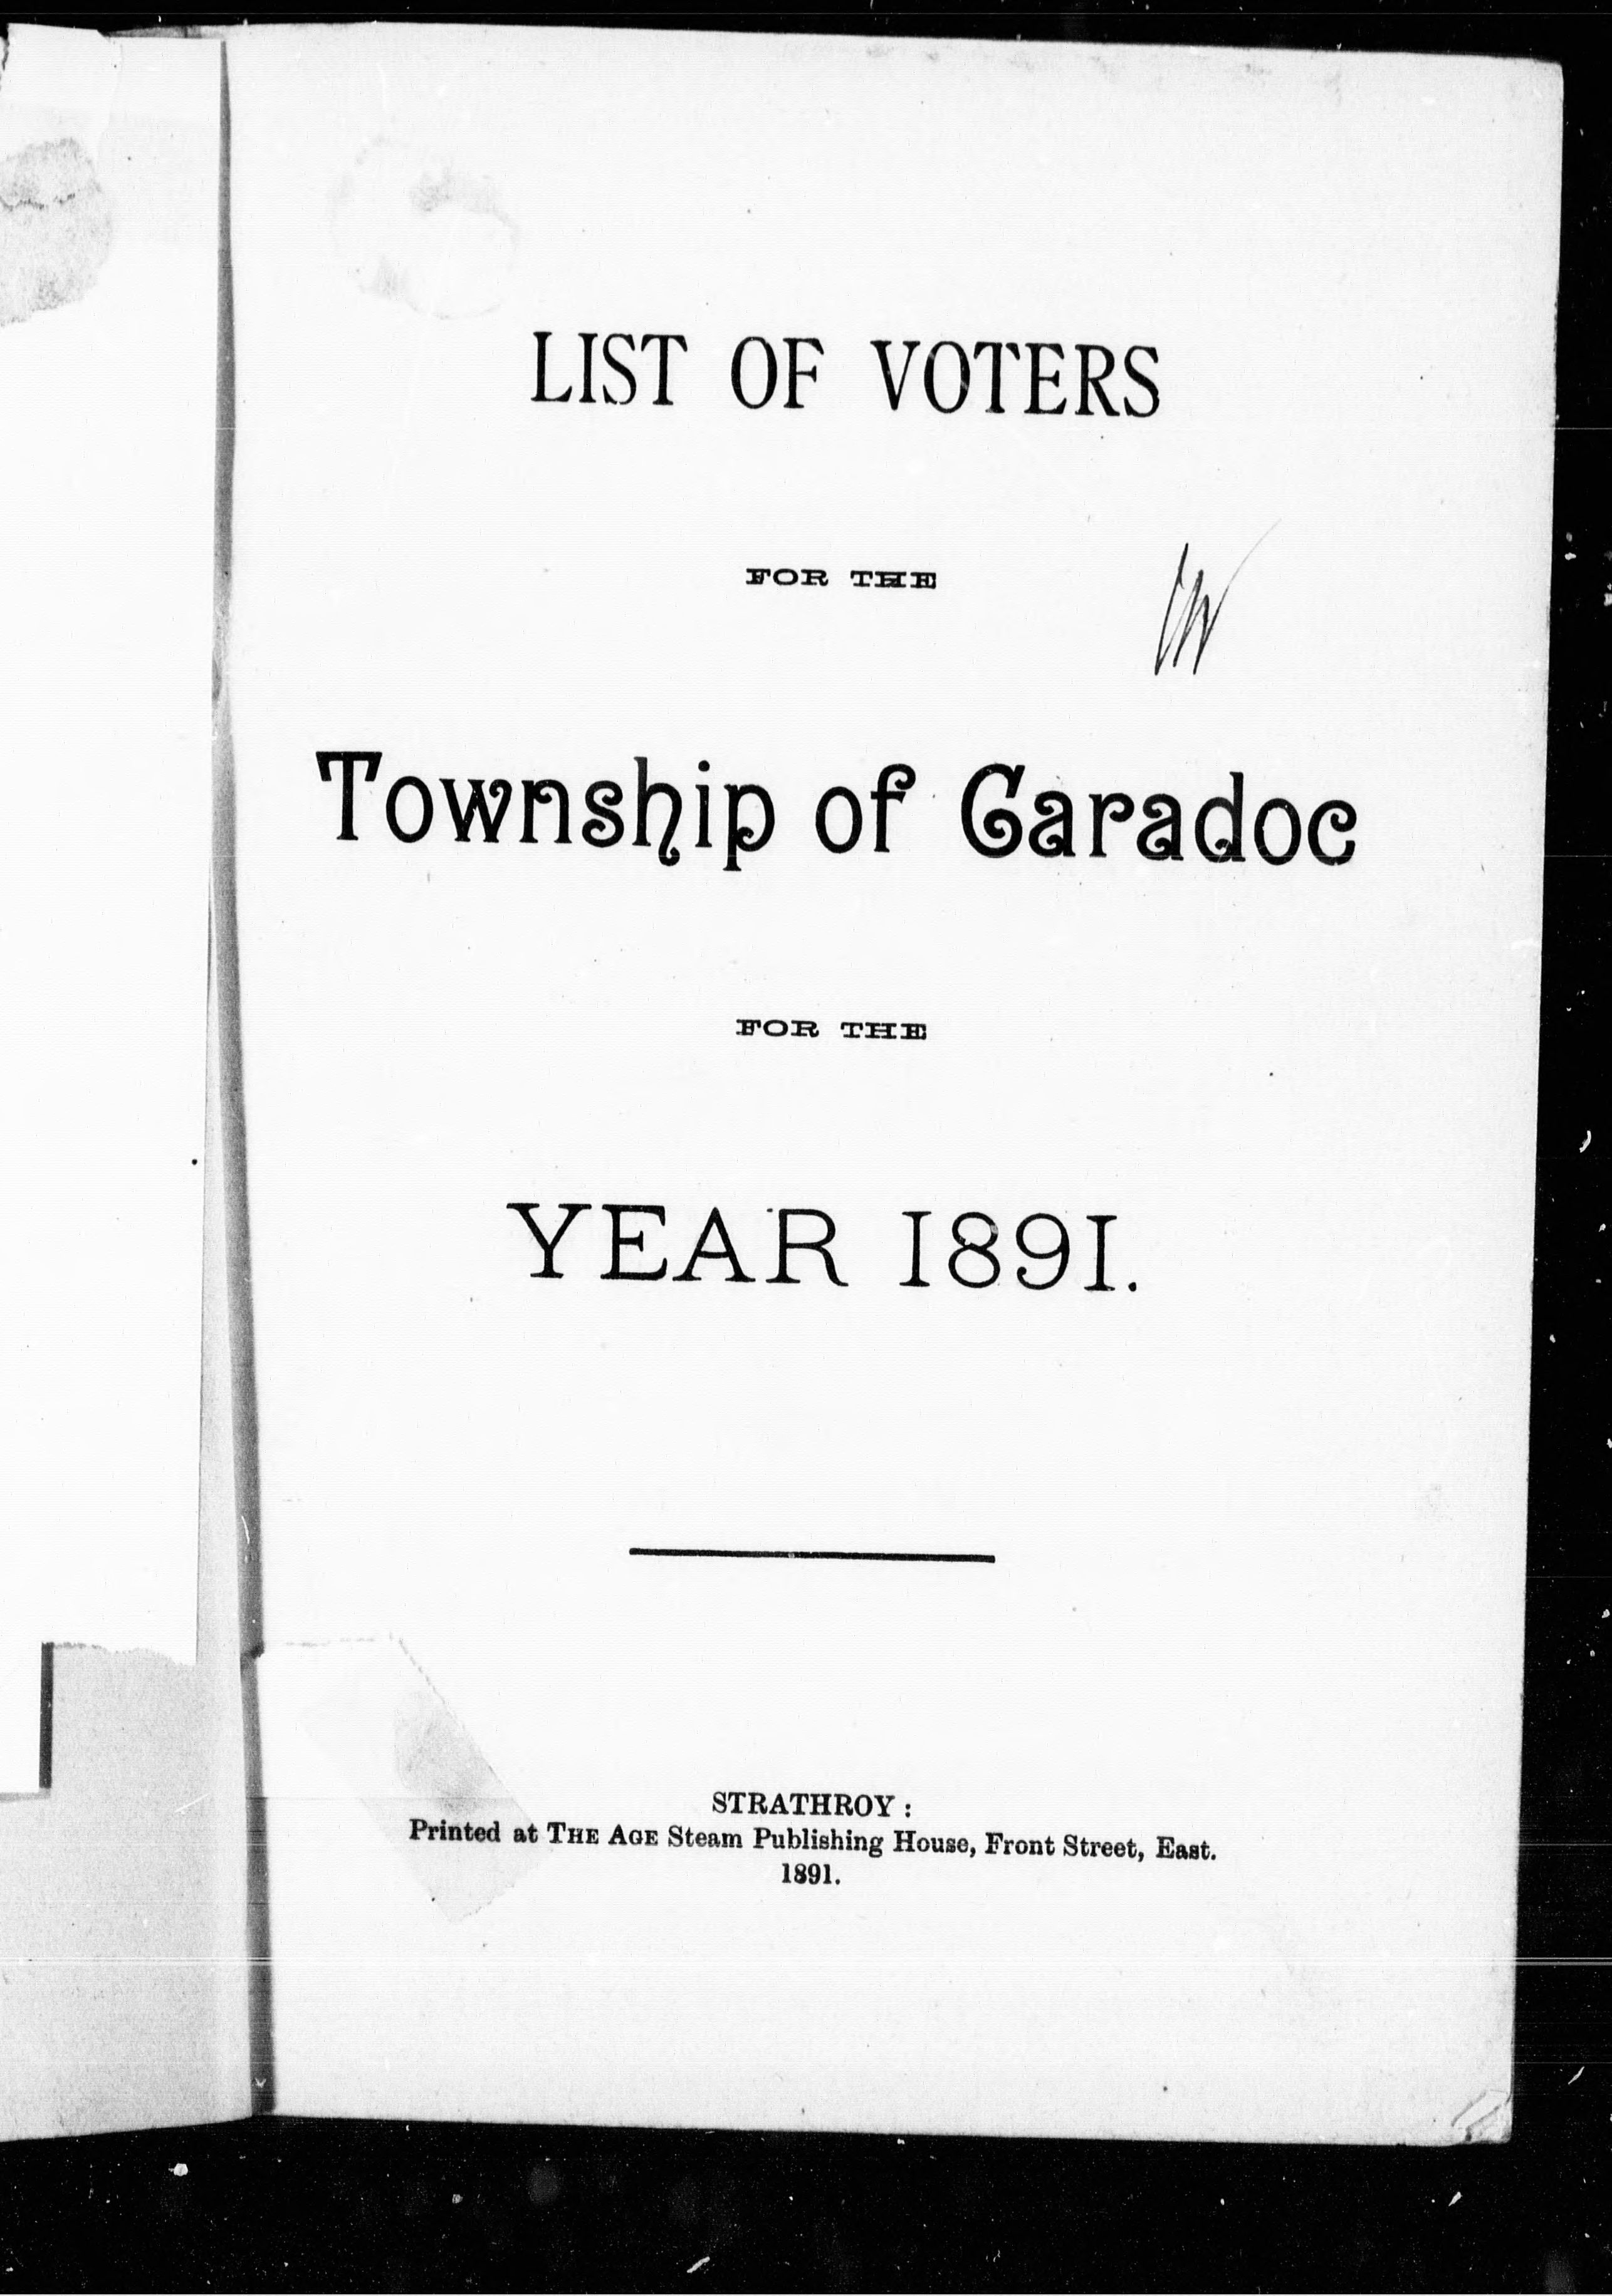 LIST OF VOTERS
FOR THE
Township of Caradoc
FOR THE
YEAR 1891.
STRATHROY :
Printed at THE AGE Steam Publishing House, Front Street, East.
1891.